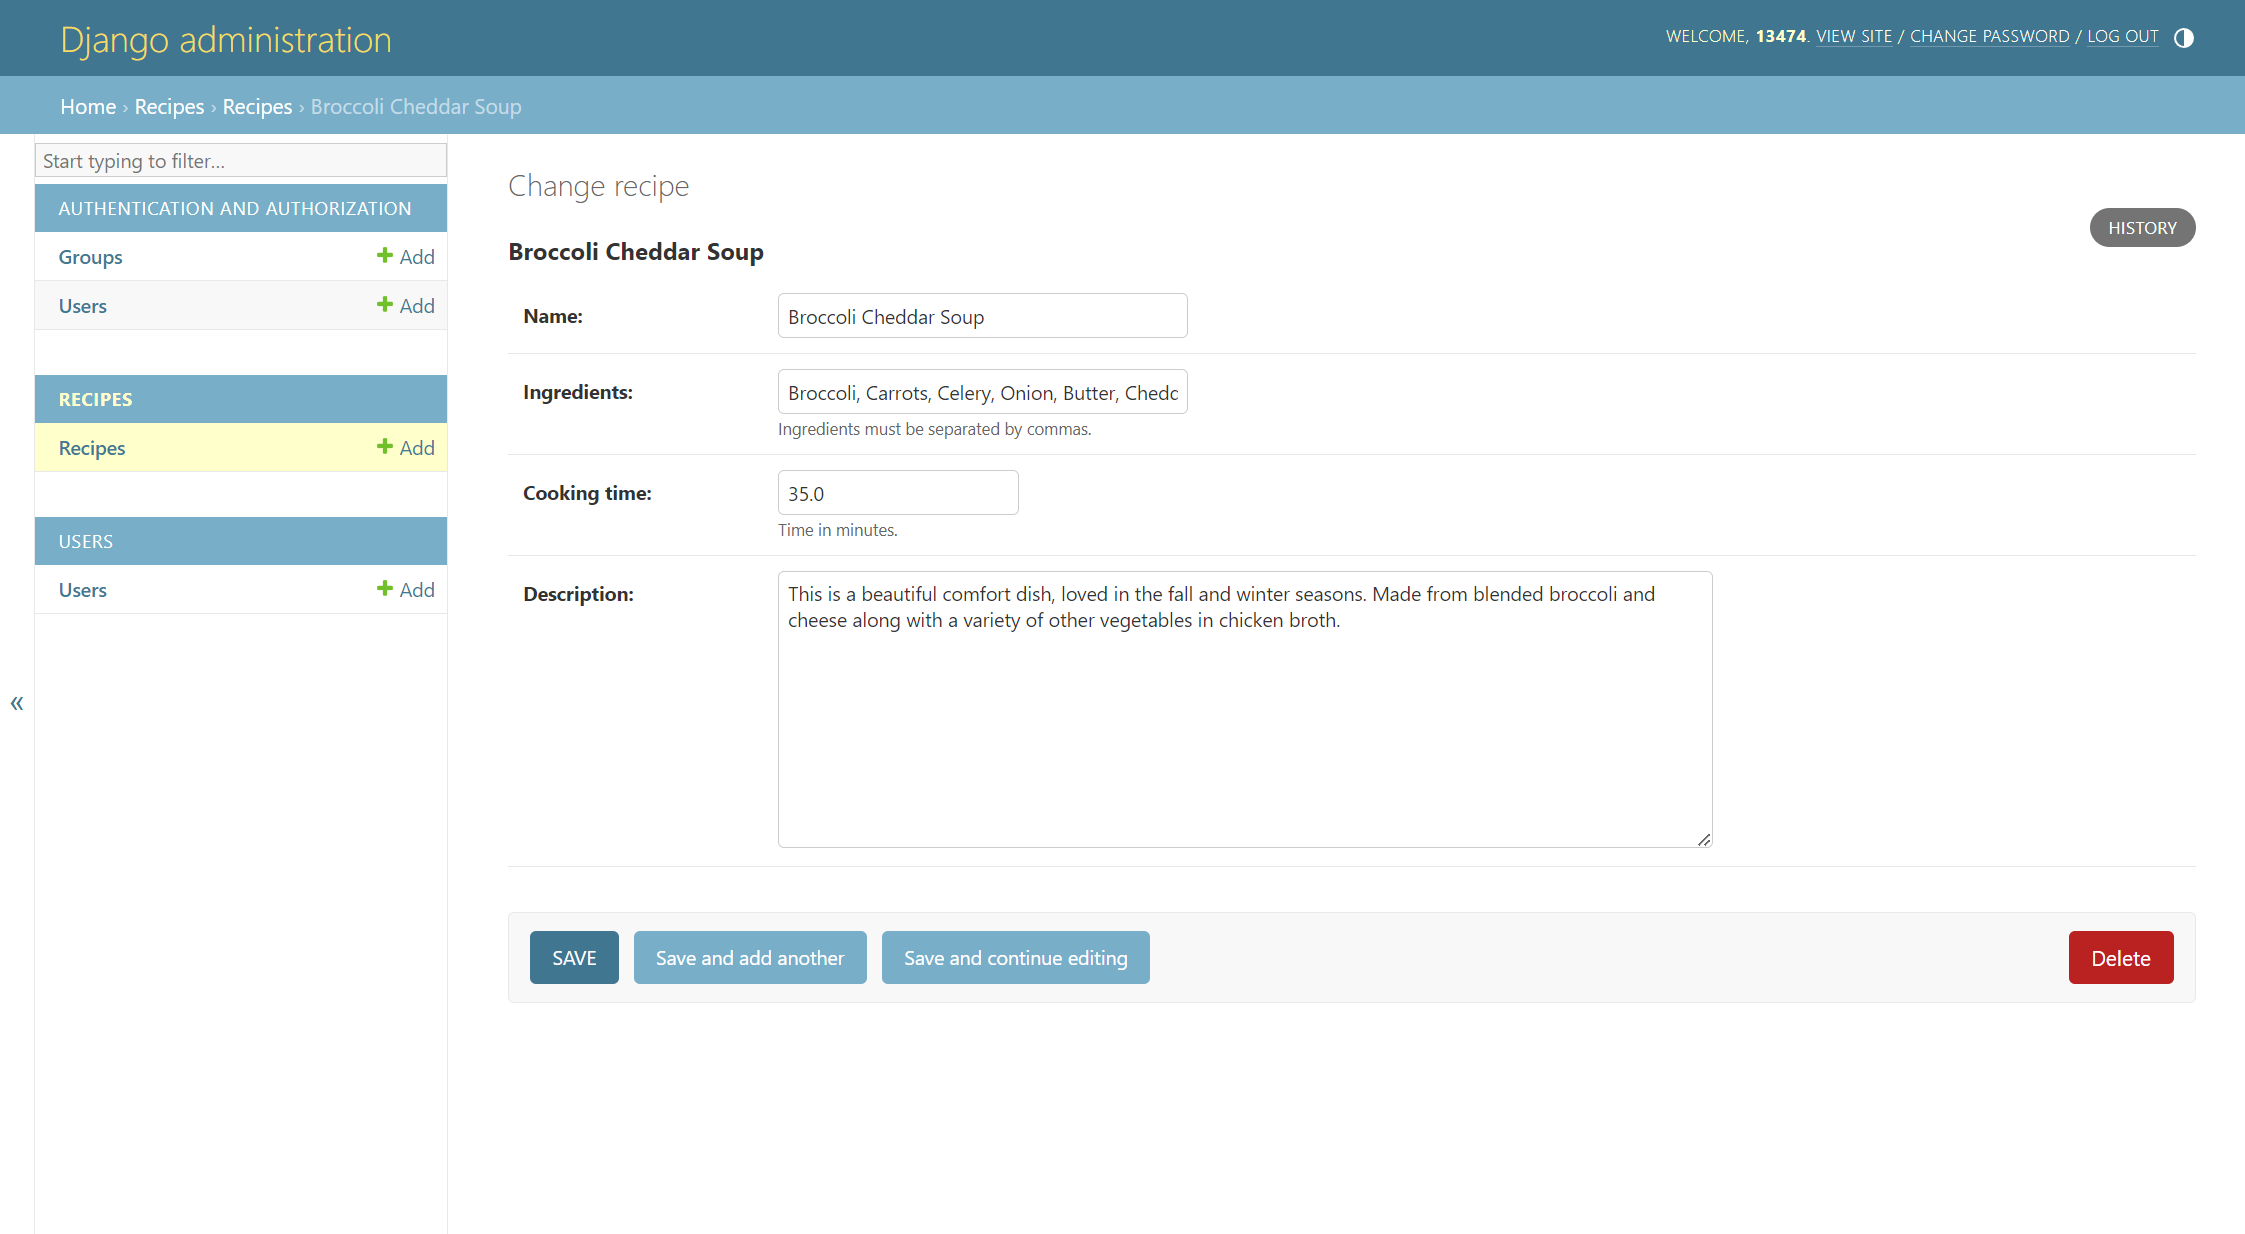 Django administration
WELCOME, 13474. VIEW SITE / CHANGE PASSWORD / LOG OUT
Home › Recipes › Recipes › Broccoli Cheddar Soup
Start typing to filter...
AUTHENTICATION AND AUTHORIZATION
Groups Add
Users Add
RECIPES
Recipes Add
USERS
Users Add
«
Change recipe
HISTORY
Broccoli Cheddar Soup
Name: Broccoli Cheddar Soup
Ingredients: Broccoli, Carrots, Celery, Onion, Butter, Chedd
Ingredients must be separated by commas.
Cooking time: 35.0
Time in minutes.
Description: This is a beautiful comfort dish, loved in the fall and winter seasons. Made from blended broccoli and
cheese along with a variety of other vegetables in chicken broth.
SAVE Save and add another Save and continue editing Delete